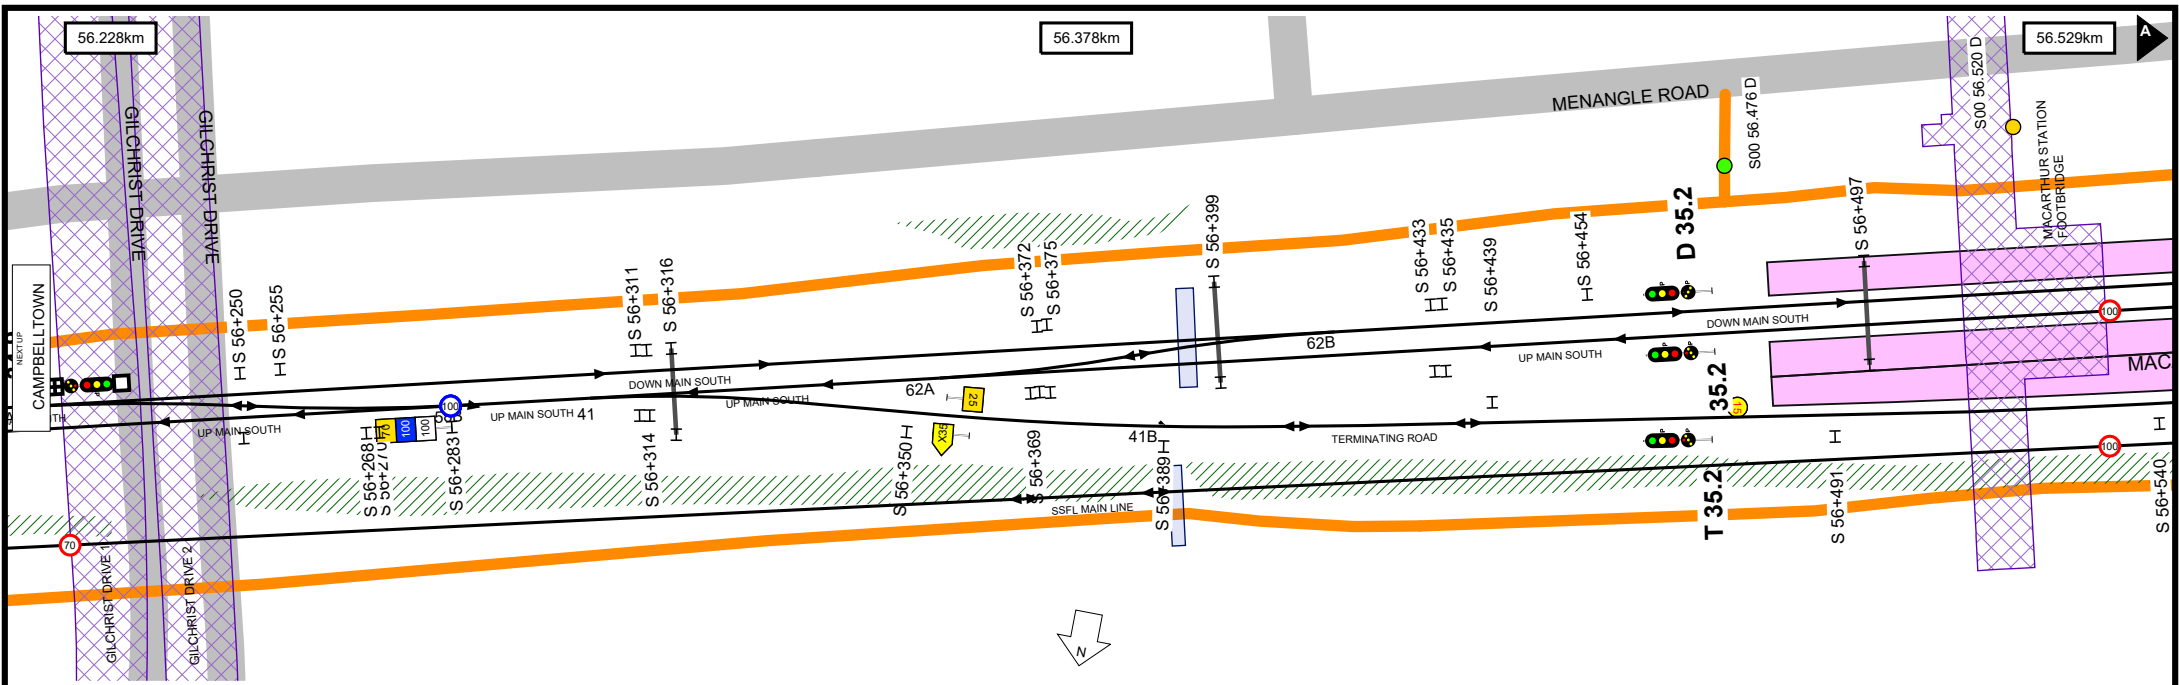 56.228km
56.378km
56.529km
A
MENANGLE ROAD
S00 56.476 D
S00 56.520 D
MACARTHUR STATION
FOOTBRIDGE
GILCHRIST DRIVE
GILCHRIST DRIVE
NEXT UP
CAMPBELLTOWN
S 56+250
S 56+255
S 56+311
S 56+316
S 56+372
S 56+375
S 56+399
S 56+433
S 56+435
S 56+439
S 56+454
D 35.2
S 56+497
DOWN MAIN SOUTH
DOWN MAIN SOUTH
UP MAIN SOUTH
UP MAIN SOUTH
UP MAIN SOUTH
UP MAIN SOUTH
62B
62A
41
41B
25
X35
70
100
100
100
100
100
70
15
35.2
MAC
TERMINATING ROAD
S 56+268
S 56+270
S 56+283
S 56+314
S 56+350
S 56+369
S 56+389
T 35.2
S 56+491
S 56+540
SSFL MAIN LINE
GILCHRIST DRIVE 1
GILCHRIST DRIVE 2
N